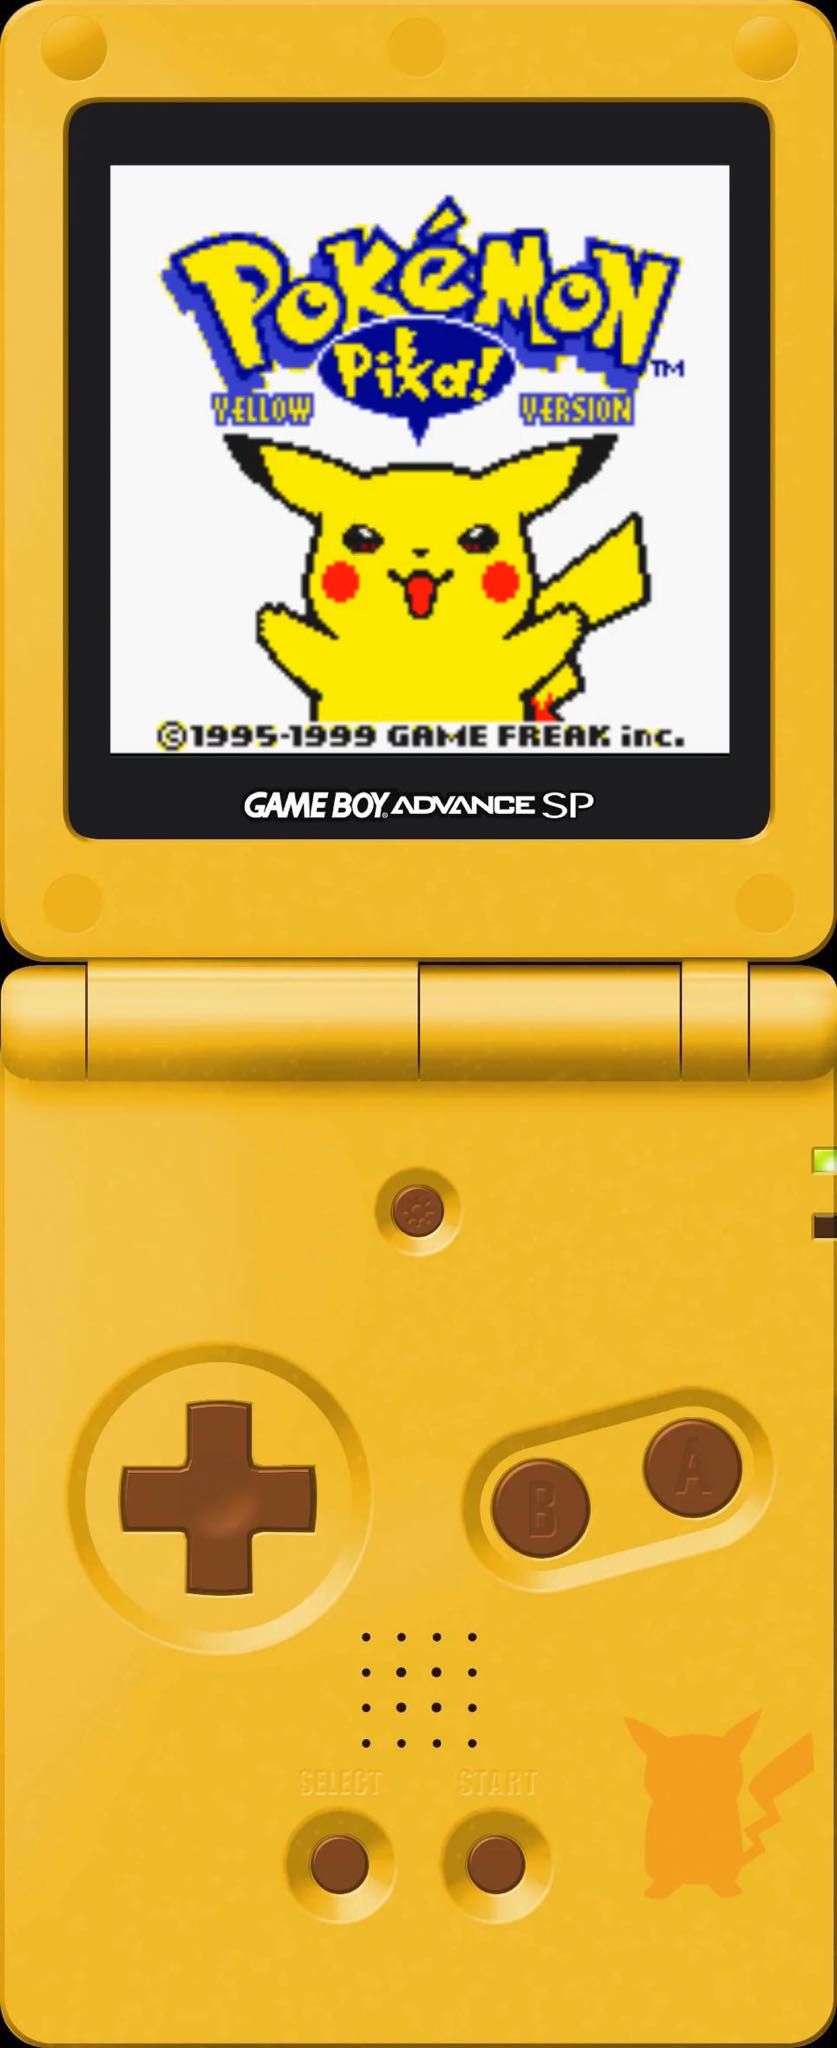 POKéMON
Pika!
TM
YELLOW VERSION
©1995-1999 GAME FREAK inc.
GAME BOY ADVANCE SP
A
B
SELECT START